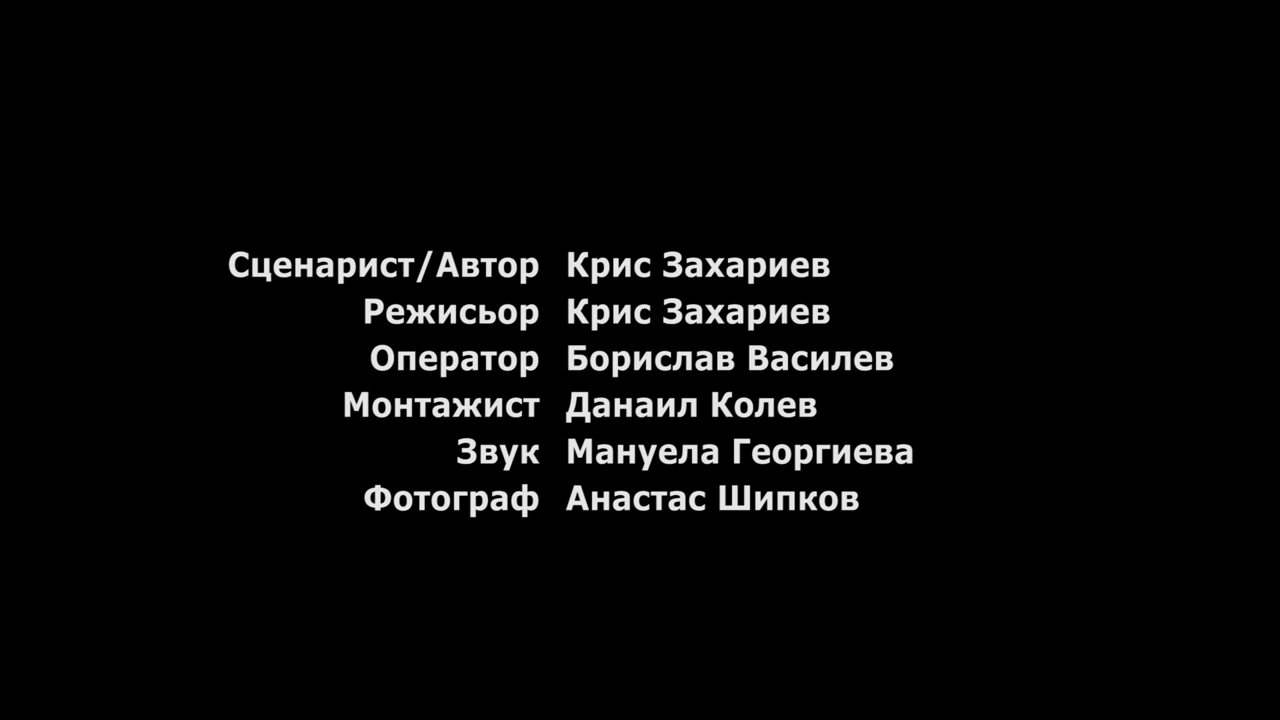 Сценарист/Автор Крис Захариев
Режисьор Крис Захариев
Оператор Борислав Василев
Монтажист Данаил Колев
Звук Мануела Георгиева
Фотограф Анастас Шипков